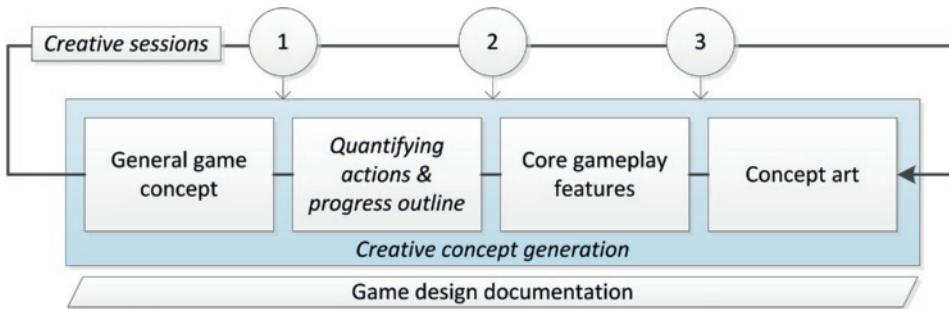 Creative sessions
1
2
3
General game
concept
Quantifying
actions &
progress outline
Core gameplay
features
Concept art
Creative concept generation
Game design documentation